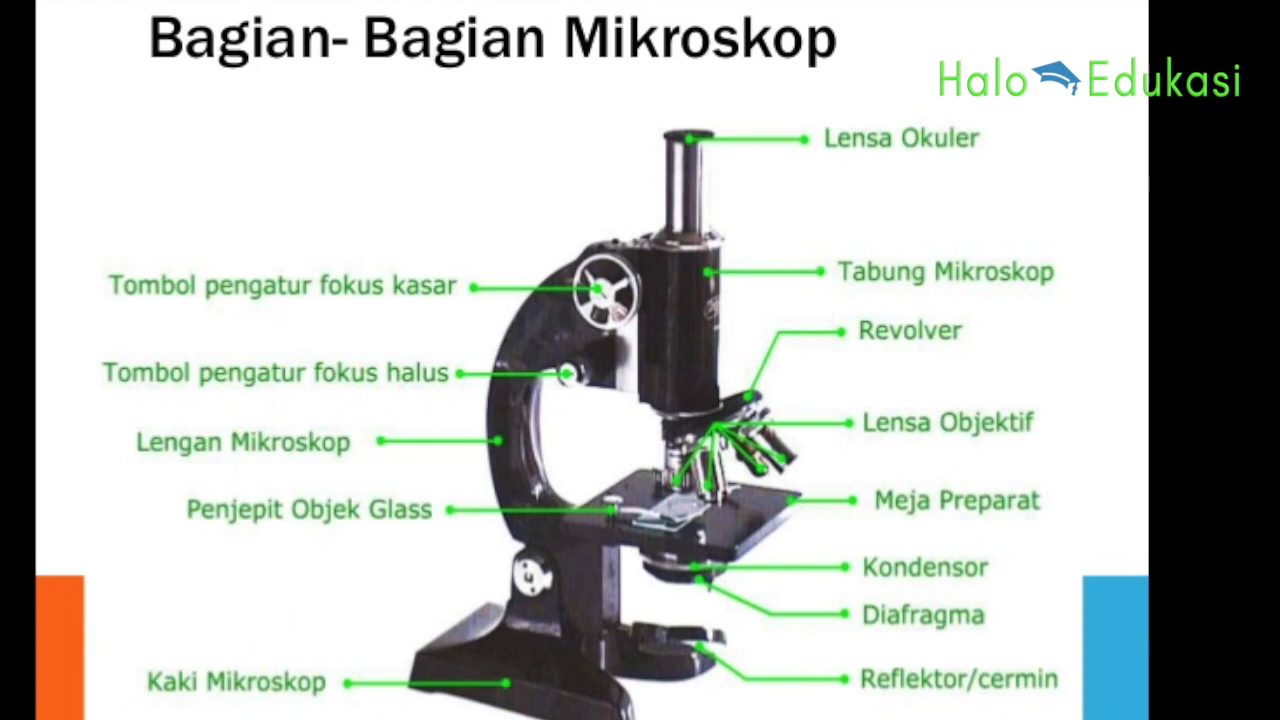 Bagian- Bagian Mikroskop
Halo Edukasi
Lensa Okuler
Tabung Mikroskop
Revolver
Lensa Objektif
Meja Preparat
Kondensor
Diafragma
Reflektor/cermin
Tombol pengatur fokus kasar
Tombol pengatur fokus halus
Lengan Mikroskop
Penjepit Objek Glass
Kaki Mikroskop